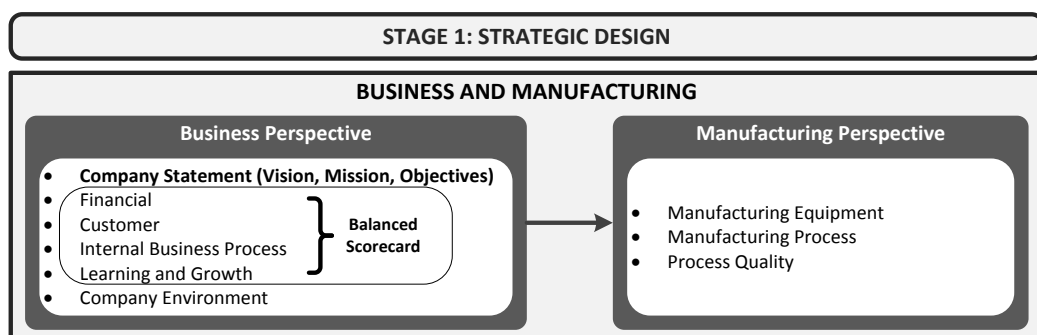 STAGE 1: STRATEGIC DESIGN
BUSINESS AND MANUFACTURING
Business Perspective
• Company Statement (Vision, Mission, Objectives)
• Financial
• Customer
• Internal Business Process
• Learning and Growth
Balanced
Scorecard
• Company Environment
Manufacturing Perspective
• Manufacturing Equipment
• Manufacturing Process
• Process Quality